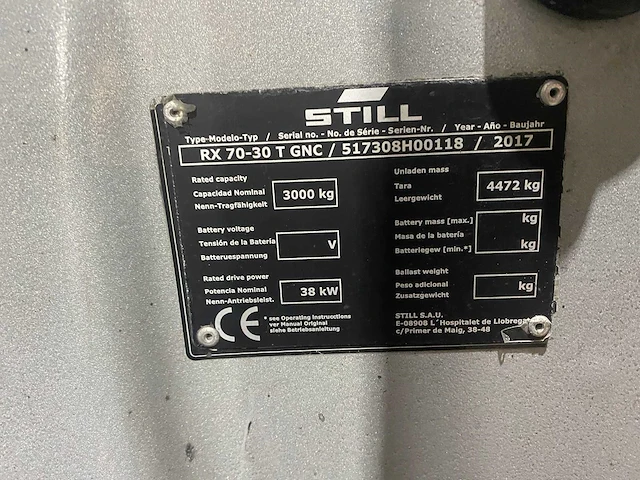 STILL
Type-Modelo-Typ / Serial no. - No. de Série - Serien-Nr. / Year - Año - Baujahr
RX 70-30 T GNC / 517308H00118 / 2017
Rated capacity
Capacidad Nominal
Nenn-Tragfähigkeit
3000 kg
Battery voltage
Tensión de la Bateria
Batteruespannung
V
Rated drive power
Potencia Nominal
Nenn-Antriebsleist.
38 kW
CE
* see Operating Instrucctions
ver Manual Original
siehe Betriebsanleitung
Unladen mass
Tara
Leergewicht
4472 kg
Battery mass [max.]
kg
Masa de la batería
Batteriegew [min.*]
kg
Ballast weight
Peso adicional
Zusatzgewicht
kg
STILL S.A.U.
E-08908 L´Hospitalet de Llobregat
c/Primer de Maig, 38-48